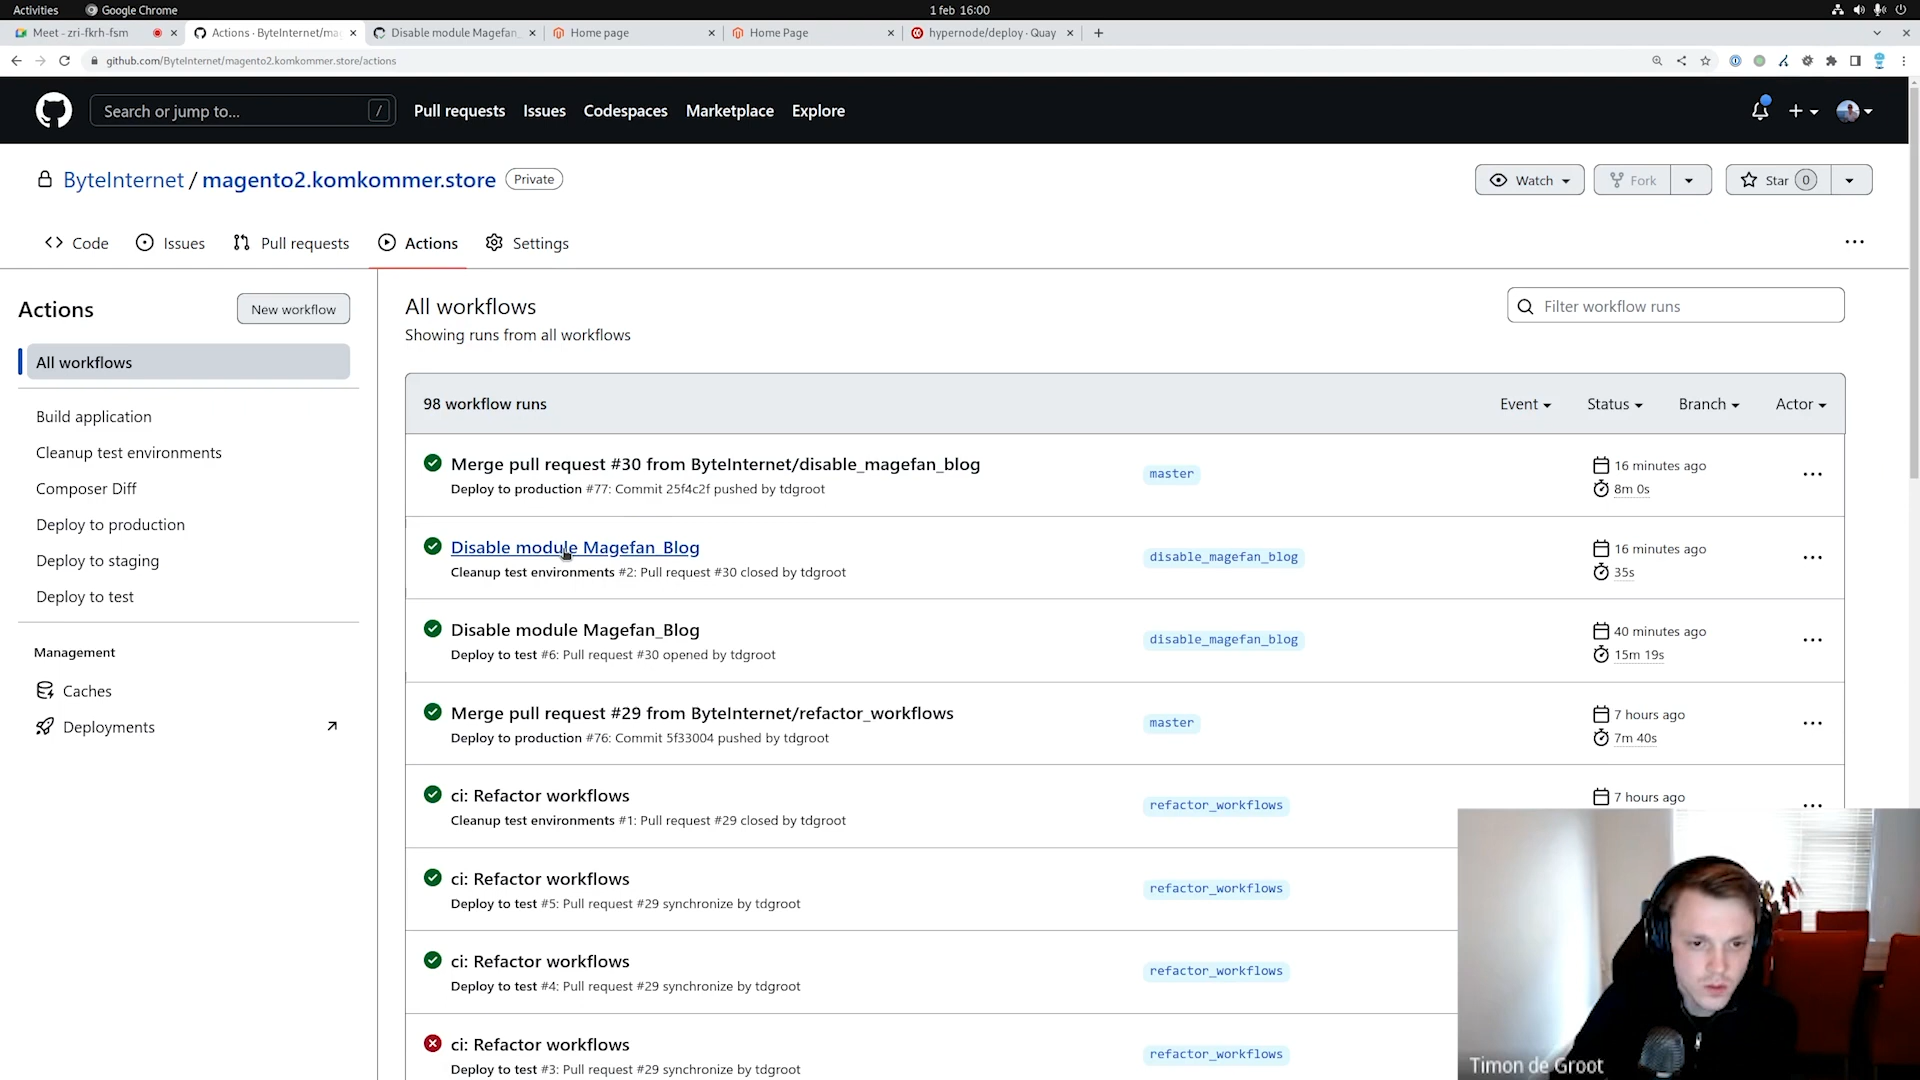 Activities
Google Chrome
1 feb 16:00
Meet - zri-fkrh-fsm
Actions · ByteInternet/ma
Disable module Magefan_
Home page
Home Page
hypernode/deploy · Quay
github.com/ByteInternet/magento2.komkommer.store/actions
Search or jump to...
/
Pull requests
Issues
Codespaces
Marketplace
Explore
ByteInternet / magento2.komkommer.store
Private
Watch
Fork
Star 0
Code
Issues
Pull requests
Actions
Settings
Actions
New workflow
All workflows
Build application
Cleanup test environments
Composer Diff
Deploy to production
Deploy to staging
Deploy to test
Management
Caches
Deployments
All workflows
Showing runs from all workflows
Filter workflow runs
98 workflow runs
Event
Status
Branch
Actor
Merge pull request #30 from ByteInternet/disable_magefan_blog
Deploy to production #77: Commit 25f4c2f pushed by tdgroot
master
16 minutes ago
8m 0s
Disable module Magefan_Blog
Cleanup test environments #2: Pull request #30 closed by tdgroot
disable_magefan_blog
16 minutes ago
35s
Disable module Magefan_Blog
Deploy to test #6: Pull request #30 opened by tdgroot
disable_magefan_blog
40 minutes ago
15m 19s
Merge pull request #29 from ByteInternet/refactor_workflows
Deploy to production #76: Commit 5f33004 pushed by tdgroot
master
7 hours ago
7m 40s
ci: Refactor workflows
Cleanup test environments #1: Pull request #29 closed by tdgroot
refactor_workflows
7 hours ago
ci: Refactor workflows
Deploy to test #5: Pull request #29 synchronize by tdgroot
refactor_workflows
ci: Refactor workflows
Deploy to test #4: Pull request #29 synchronize by tdgroot
refactor_workflows
ci: Refactor workflows
Deploy to test #3: Pull request #29 synchronize by tdgroot
refactor_workflows
Timon de Groot